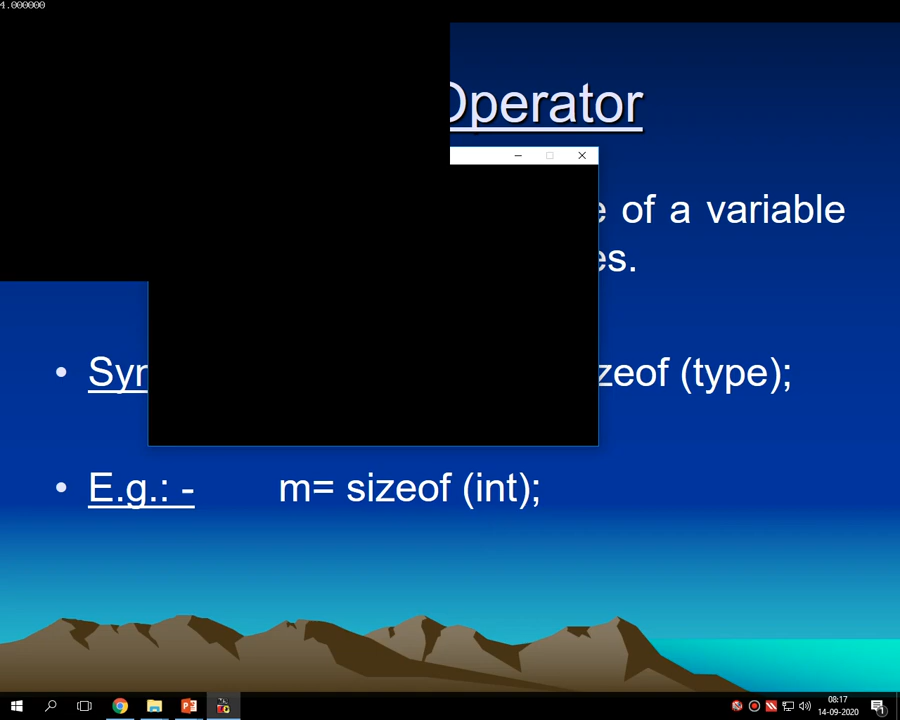 4.000000
Operator
of a variable
es.
• Syn zeof (type);
• E.g.: - m= sizeof (int);
08:17
14-09-2020